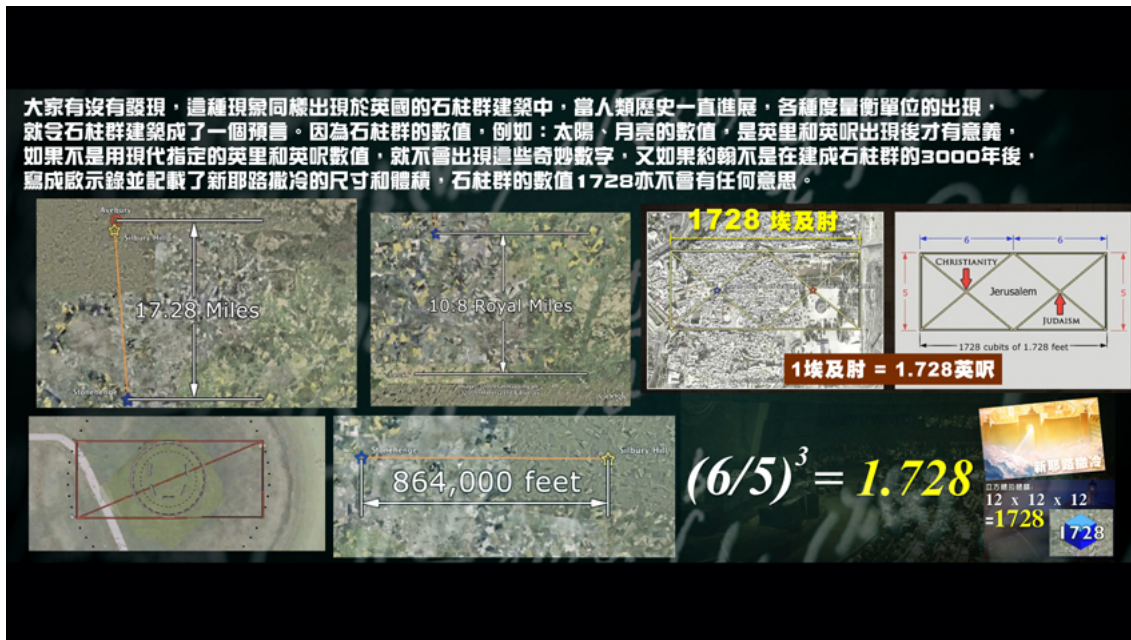 大家有沒有發現，這種現象同樣出現於英國的石柱群建築中，當人類歷史一直進展，各種度量衡單位的出現，
就令石柱群建築成了一個預言。因為石柱群的數值，例如：太陽、月亮的數值，是英里和英呎出現後才有意義，
如果不是用現代指定的英里和英呎數值，就不會出現這些奇妙數字，又如果約翰不是在建成石柱群的3000年後，
寫成啟示錄並記載了新耶路撒冷的尺寸和體積，石柱群的數值1728亦不會有任何意思。
Avebury
Silbury Hill
17.28 Miles
Stonehenge
10.8 Royal Miles
1728 埃及肘
6 6
CHRISTIANITY
5 Jerusalem 5
JUDAISM
1728 cubits of 1.728 feet
1埃及肘 = 1.728英呎
Stonehenge Silbury Hill
864,000 feet
(6/5)³ = 1.728
新耶路撒冷
12 x 12 x 12
=1728
1728